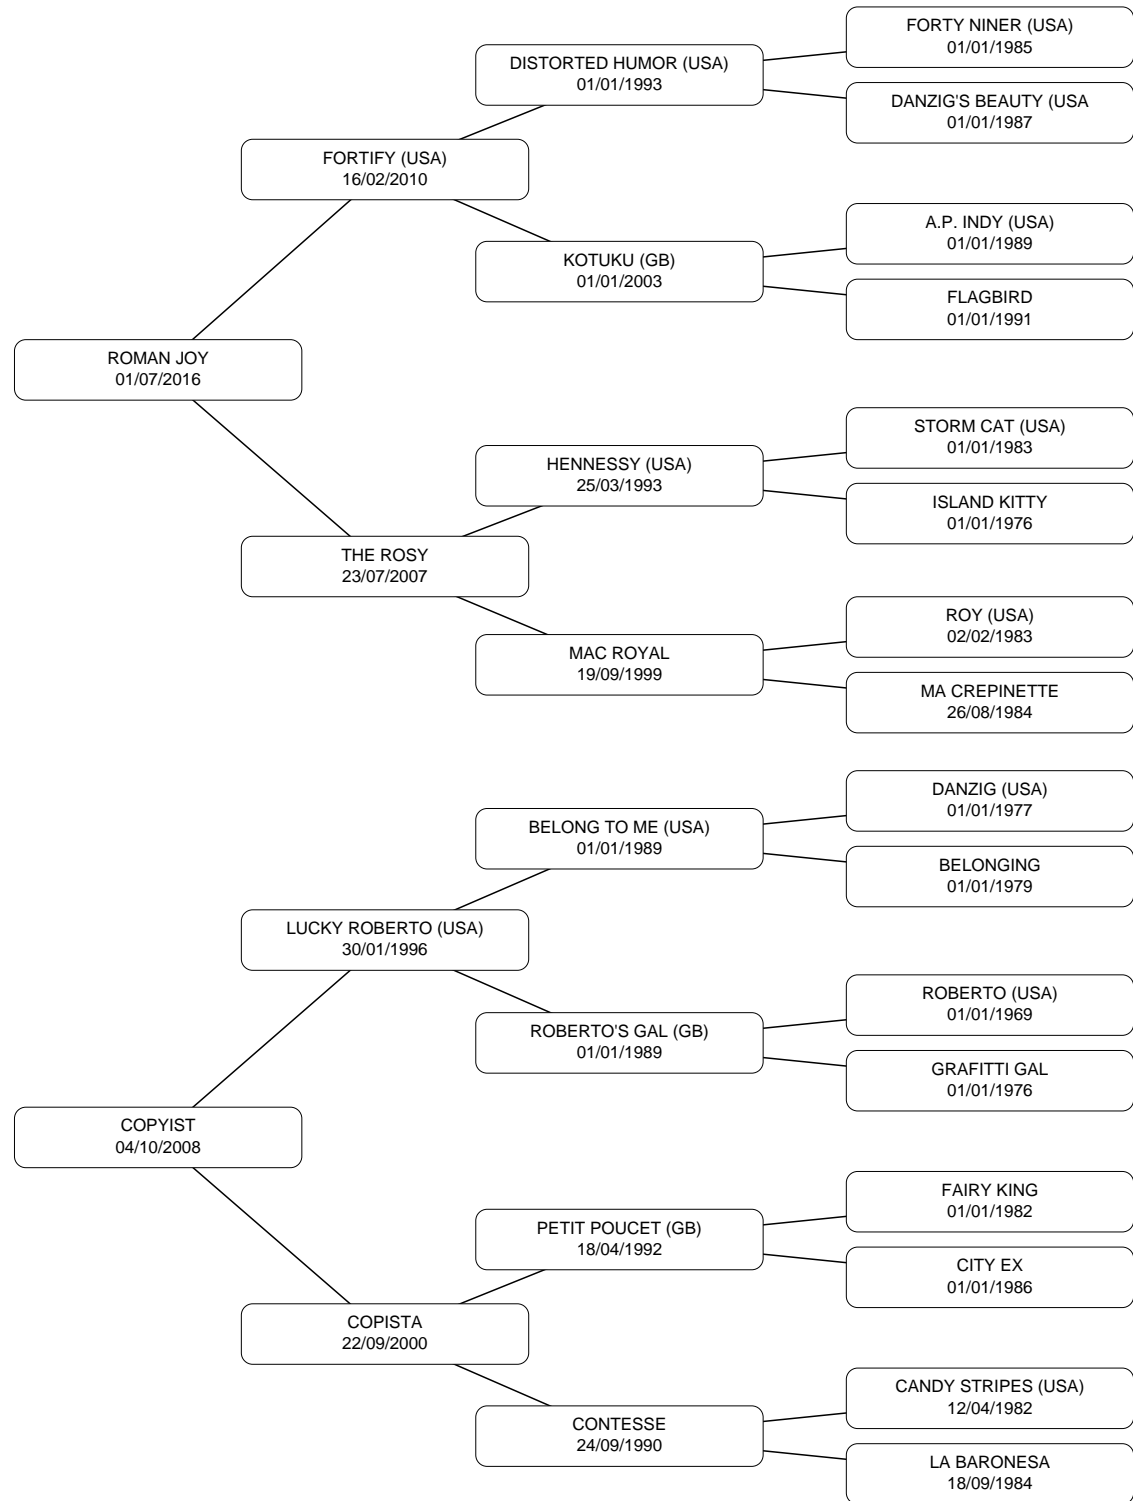 FORTY NINER (USA)
01/01/1985
DISTORTED HUMOR (USA)
01/01/1993
DANZIG'S BEAUTY (USA
01/01/1987
FORTIFY (USA)
16/02/2010
A.P. INDY (USA)
01/01/1989
KOTUKU (GB)
01/01/2003
FLAGBIRD
01/01/1991
ROMAN JOY
01/07/2016
STORM CAT (USA)
01/01/1983
HENNESSY (USA)
25/03/1993
ISLAND KITTY
01/01/1976
THE ROSY
23/07/2007
ROY (USA)
02/02/1983
MAC ROYAL
19/09/1999
MA CREPINETTE
26/08/1984
DANZIG (USA)
01/01/1977
BELONG TO ME (USA)
01/01/1989
BELONGING
01/01/1979
LUCKY ROBERTO (USA)
30/01/1996
ROBERTO (USA)
01/01/1969
ROBERTO'S GAL (GB)
01/01/1989
GRAFITTI GAL
01/01/1976
COPYIST
04/10/2008
FAIRY KING
01/01/1982
PETIT POUCET (GB)
18/04/1992
CITY EX
01/01/1986
COPISTA
22/09/2000
CANDY STRIPES (USA)
12/04/1982
CONTESSE
24/09/1990
LA BARONESA
18/09/1984